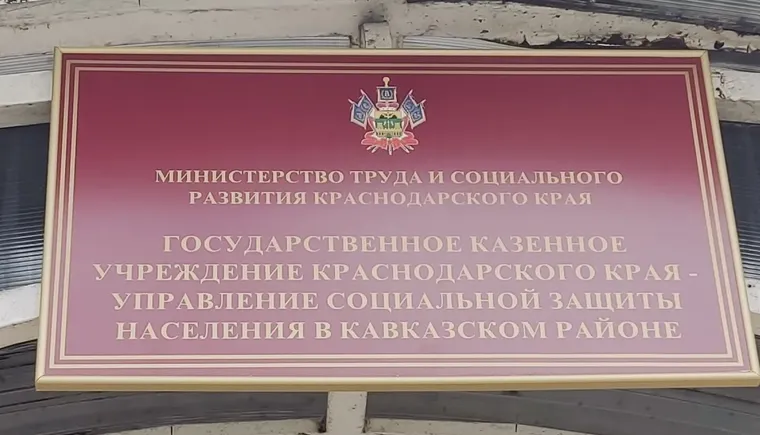 МИНИСТЕРСТВО ТРУДА И СОЦИАЛЬНОГО
РАЗВИТИЯ КРАСНОДАРСКОГО КРАЯ
ГОСУДАРСТВЕННОЕ КАЗЕННОЕ
УЧРЕЖДЕНИЕ КРАСНОДАРСКОГО КРАЯ -
УПРАВЛЕНИЕ СОЦИАЛЬНОЙ ЗАЩИТЫ
НАСЕЛЕНИЯ В КАВКАЗСКОМ РАЙОНЕ